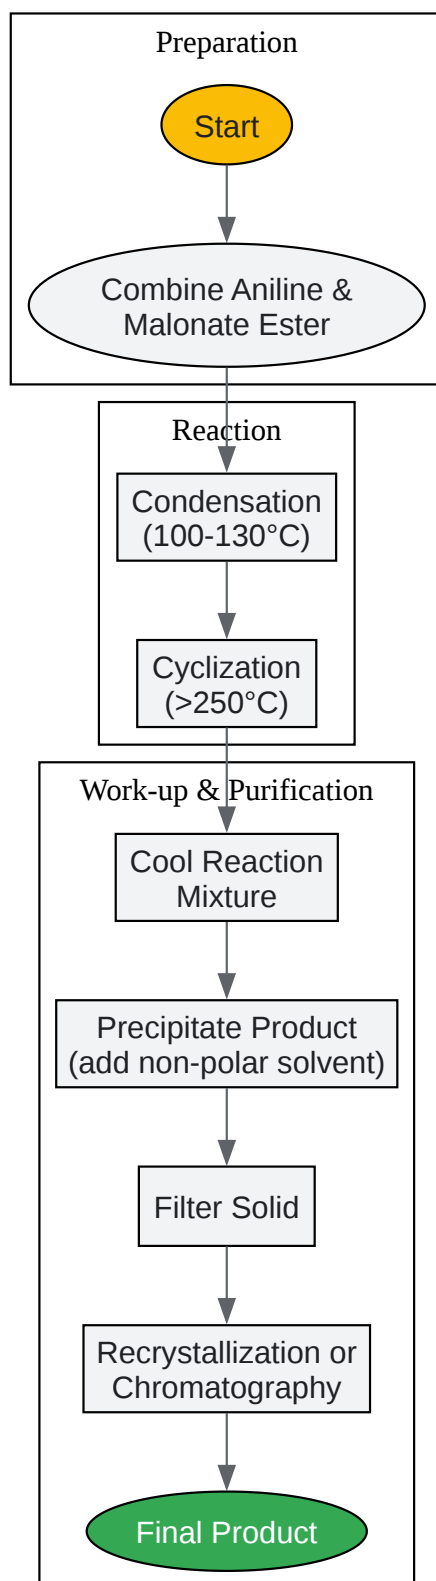 Preparation
Start
Combine Aniline &
Malonate Ester
Reaction
Condensation
(100-130°C)
Cyclization
(>250°C)
Work-up & Purification
Cool Reaction
Mixture
Precipitate Product
(add non-polar solvent)
Filter Solid
Recrystallization or
Chromatography
Final Product